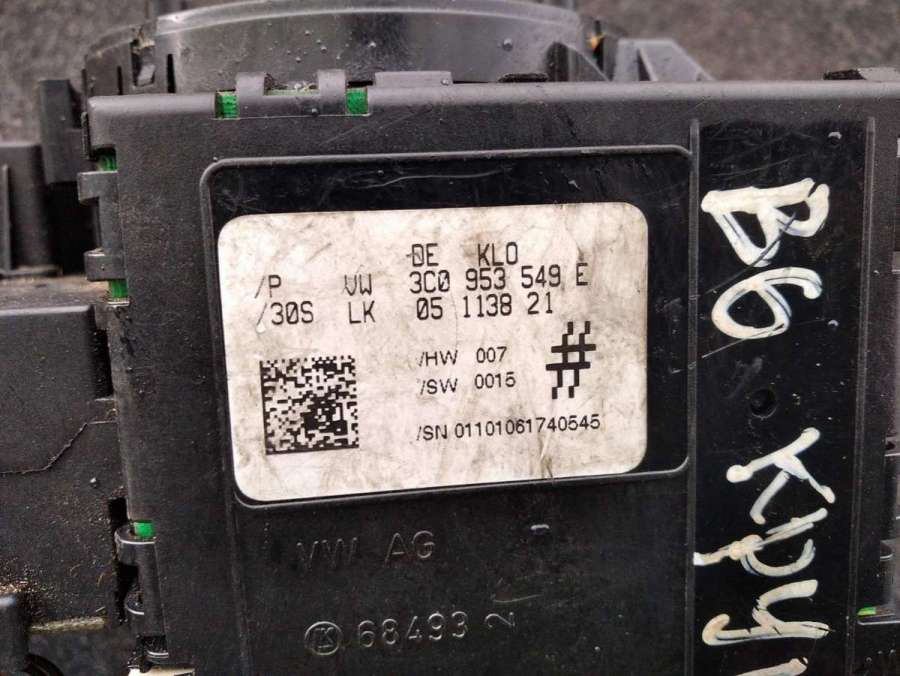 DE KLO
/P VW 3C0 953 549 E
/30S LK 05 1138 21
/HW 007
/SW 0015
#
/SN 01101061740545
VW AG
K 68493 2
B6